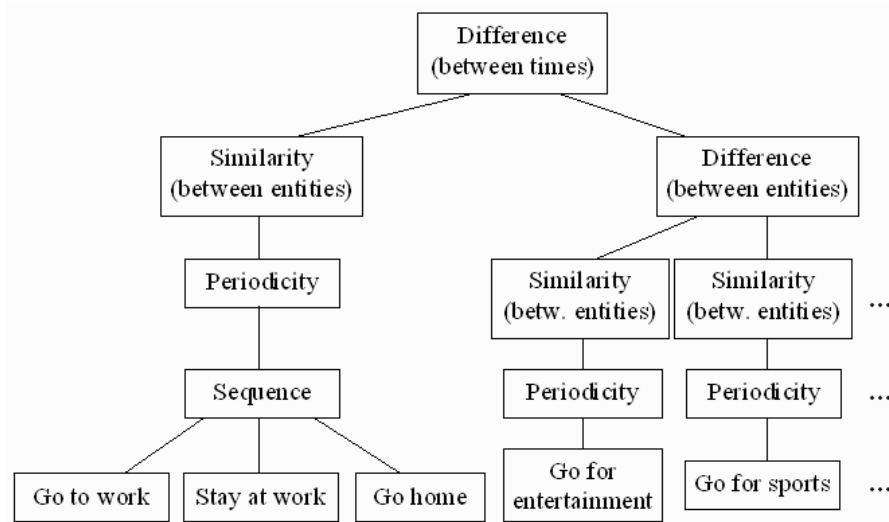 Difference
(between times)
Similarity
(between entities)
Difference
(between entities)
Periodicity
Similarity
(betw. entities)
Similarity
(betw. entities)
...
Sequence
Periodicity
Periodicity
...
Go to work
Stay at work
Go home
Go for
entertainment
Go for sports
...